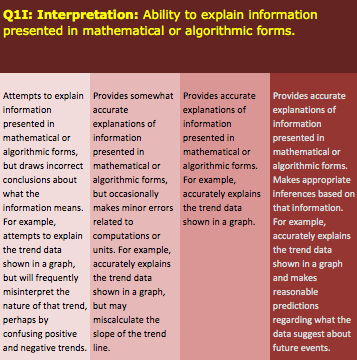 Q1I: Interpretation: Ability to explain information
presented in mathematical or algorithmic forms.
Attempts to explain
information
presented in
mathematical or
algorithmic forms,
but draws incorrect
conclusions about
what the
information means.
For example,
attempts to explain
the trend data
shown in a graph,
but will frequently
misinterpret the
nature of that trend,
perhaps by
confusing positive
and negative trends.
Provides somewhat
accurate
explanations of
information
presented in
mathematical or
algorithmic forms,
but occasionally
makes minor errors
related to
computations or
units. For example,
accurately explains
the trend data
shown in a graph,
but may
miscalculate the
slope of the trend
line.
Provides accurate
explanations of
information
presented in
mathematical or
algorithmic forms.
For example,
accurately explains
the trend data
shown in a graph.
Provides accurate
explanations of
information
presented in
mathematical or
algorithmic forms.
Makes appropriate
inferences based on
that information.
For example,
accurately explains
the trend data
shown in a graph
and makes
reasonable
predictions
regarding what the
data suggest about
future events.